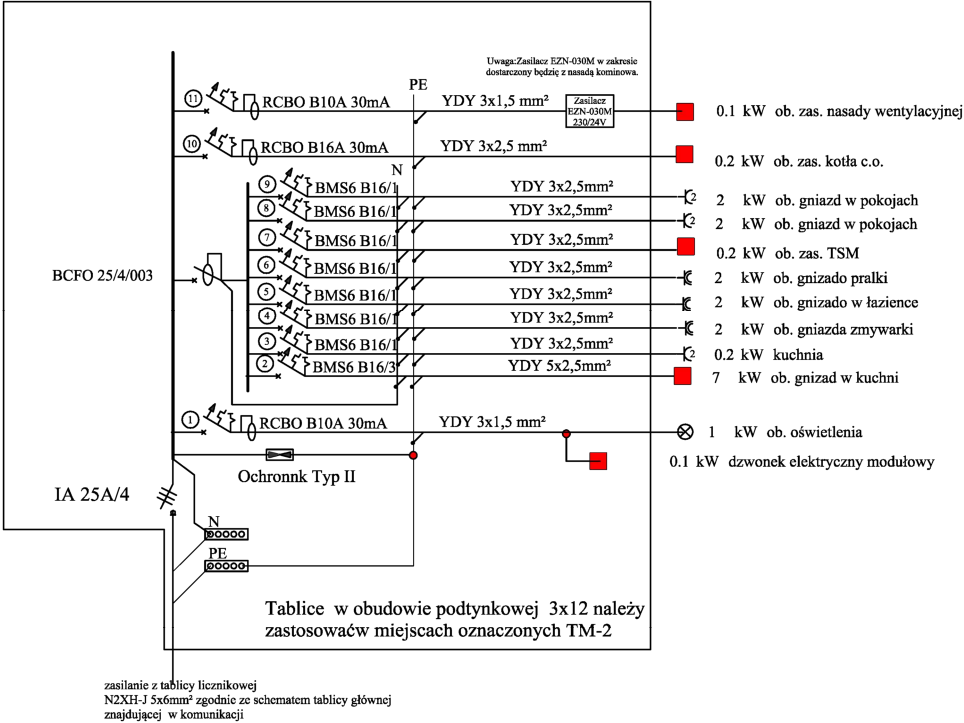 Uwaga:Zasilacz EZN-030M w zakresie
dostarczony będzię z nasadą kominowa.
PE
11 RCBO B10A 30mA YDY 3x1,5 mm² Zasilacz EZN-030M 230/24V 0.1 kW ob. zas. nasady wentylacyjnej
10 RCBO B16A 30mA YDY 3x2,5 mm² 0.2 kW ob. zas. kotła c.o.
N
9 BMS6 B16/1 YDY 3x2,5mm² 2 2 kW ob. gniazd w pokojach
8 BMS6 B16/1 YDY 3x2,5mm² 2 2 kW ob. gniazd w pokojach
7 BMS6 B16/1 YDY 3x2,5mm² 0.2 kW ob. zas. TSM
BCFO 25/4/003
6 BMS6 B16/1 YDY 3x2,5mm² 2 kW ob. gnizado pralki
5 BMS6 B16/1 YDY 3x2,5mm² 2 kW ob. gnizado w łazience
4 BMS6 B16/1 YDY 3x2,5mm² 2 kW ob. gniazda zmywarki
3 BMS6 B16/1 YDY 3x2,5mm² 2 0.2 kW kuchnia
2 BMS6 B16/3 YDY 5x2,5mm² 7 kW ob. gnizad w kuchni
1 RCBO B10A 30mA YDY 3x1,5 mm² 1 kW ob. oświetlenia
0.1 kW dzwonek elektryczny modułowy
Ochronnk Typ II
IA 25A/4
N
PE
Tablice w obudowie podtynkowej 3x12 należy
zastosowaćw miejscach oznaczonych TM-2
zasilanie z tablicy licznikowej
N2XH-J 5x6mm² zgodnie ze schematem tablicy głównej
znajdującej w komunikacji